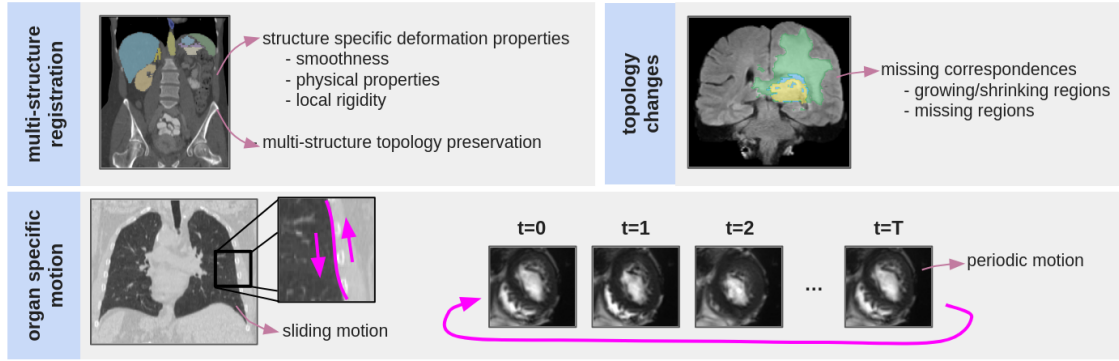 multi-structure
registration
structure specific deformation properties
- smoothness
- physical properties
- local rigidity
- multi-structure topology preservation
topology
changes
missing correspondences
- growing/shrinking regions
- missing regions
organ specific
motion
sliding motion
t=0
t=1
t=2
t=T
...
periodic motion